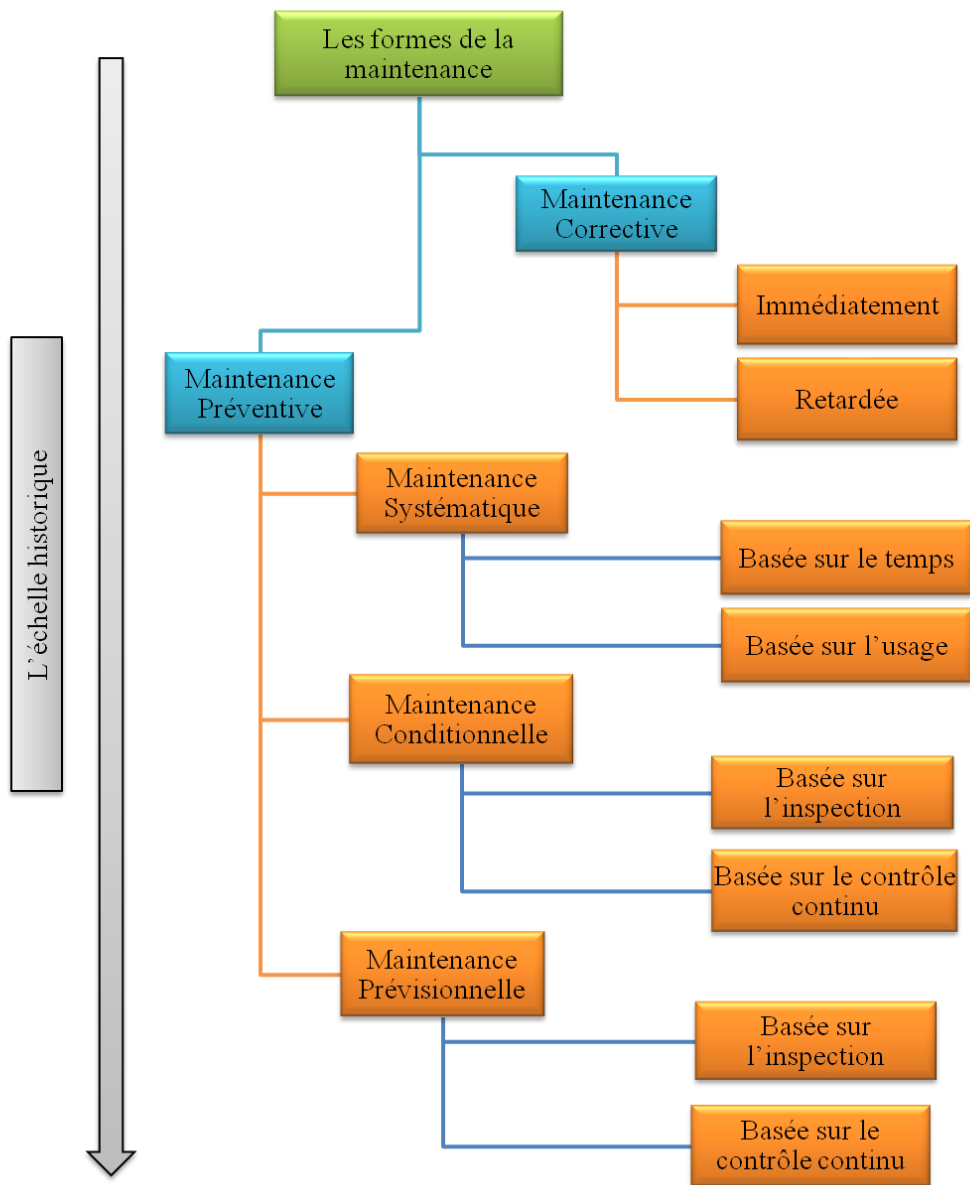 Les formes de la
maintenance
Maintenance
Corrective
Immédiatement
Retardée
Maintenance
Préventive
Maintenance
Systématique
Basée sur le temps
Basée sur l’usage
Maintenance
Conditionnelle
Basée sur
l’inspection
Basée sur le contrôle
continu
Maintenance
Prévisionnelle
Basée sur
l’inspection
Basée sur le
contrôle continu
L’échelle historique